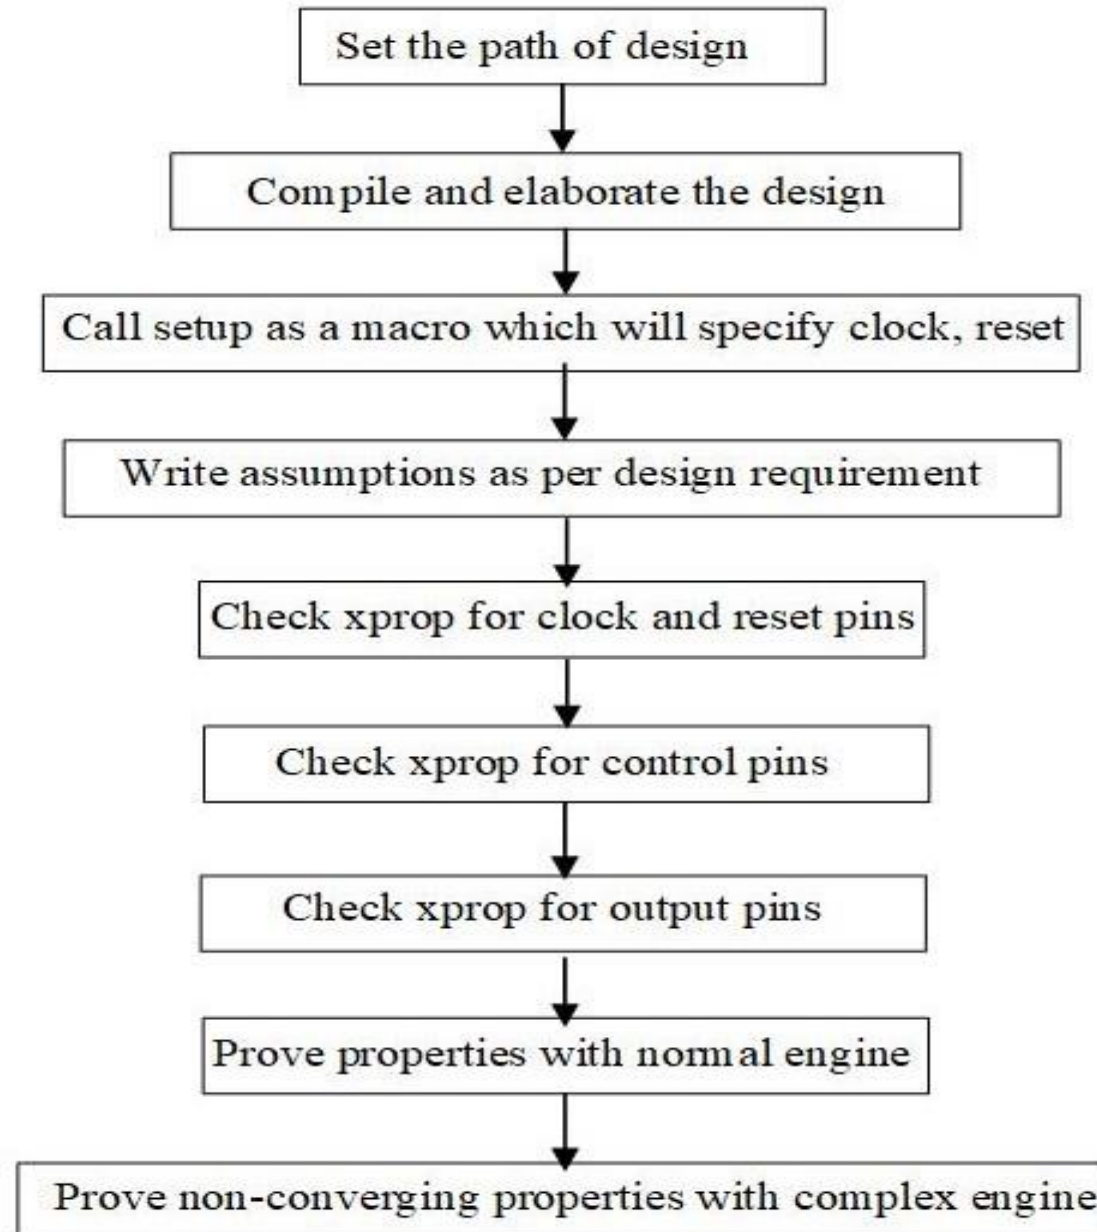 Set the path of design
Compile and elaborate the design
Call setup as a macro which will specify clock, reset
Write assumptions as per design requirement
Check xprop for clock and reset pins
Check xprop for control pins
Check xprop for output pins
Prove properties with normal engine
Prove non-converging properties with complex engine